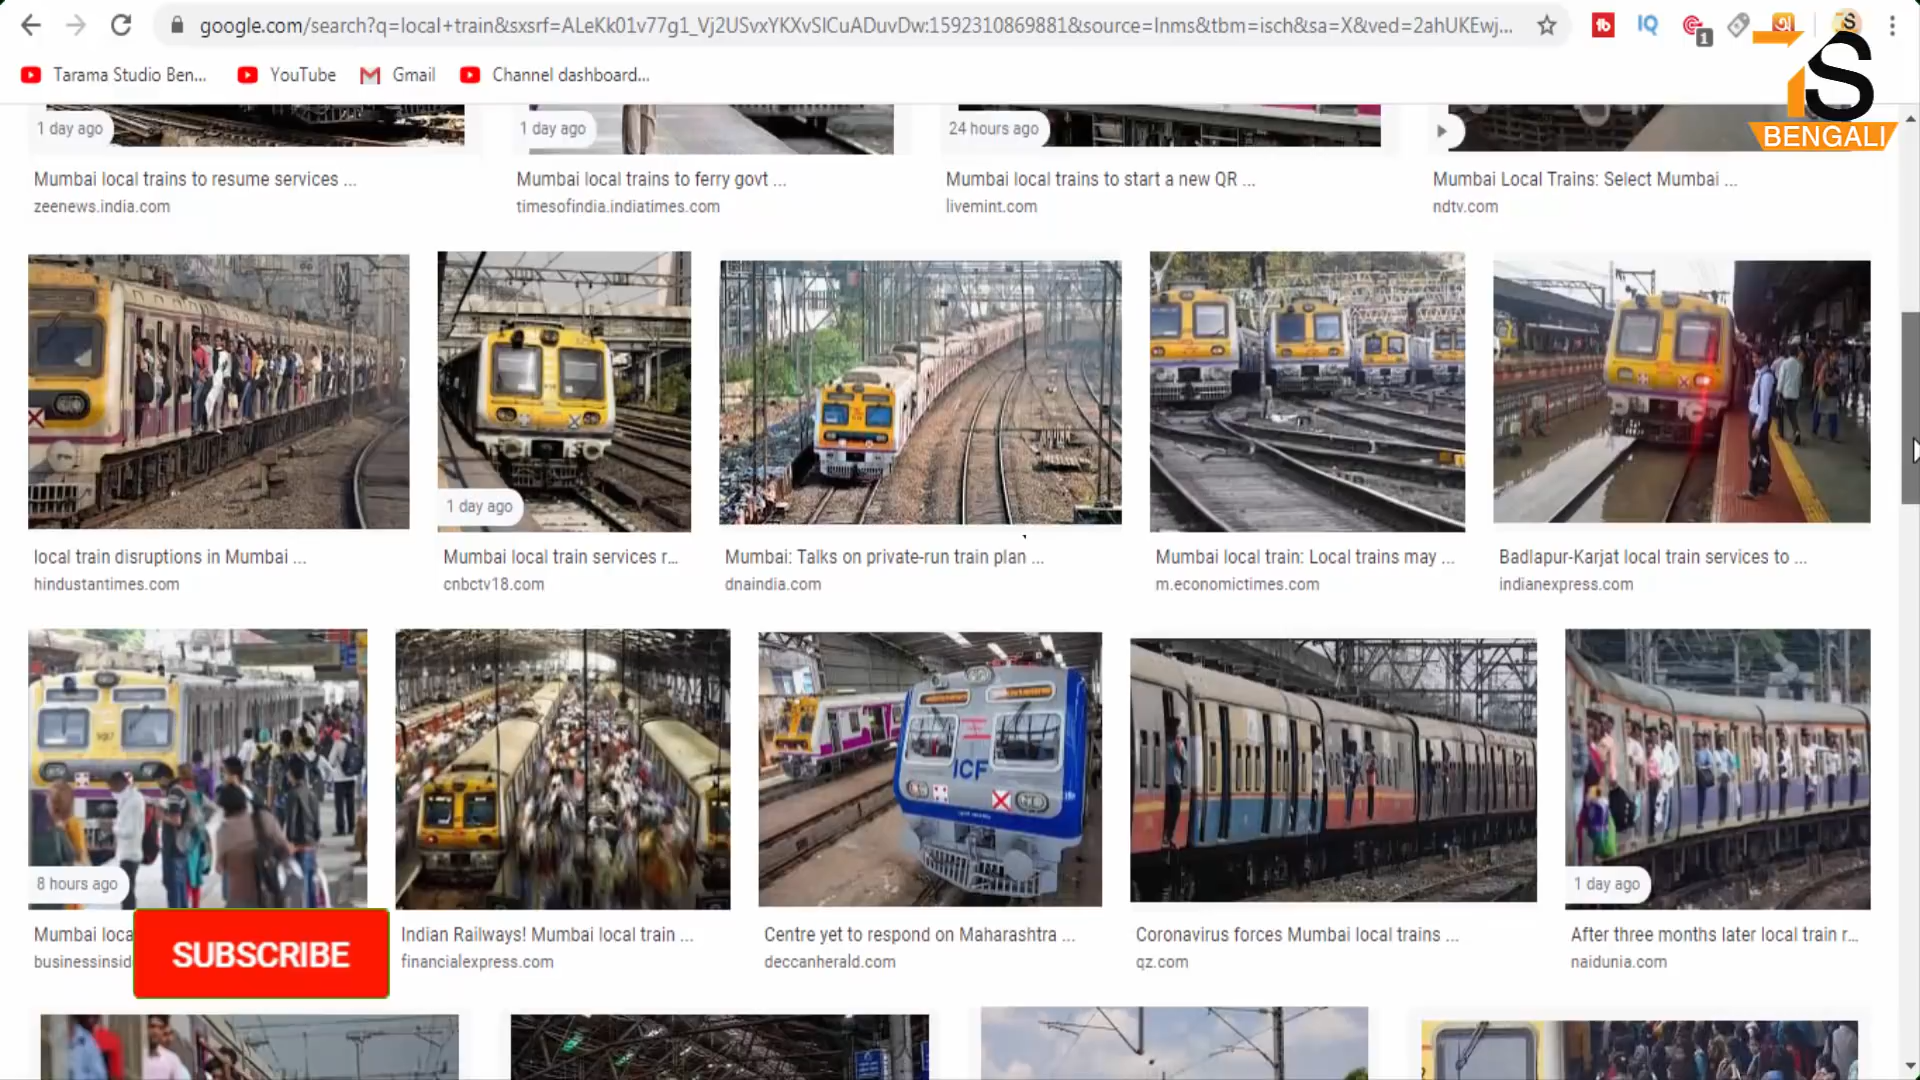 google.com/search?q=local+train&sxsrf=ALeKk01v77g1_Vj2USvxYKXvSlCuADuvDw:1592310869881&source=lnms&tbm=isch&sa=X&ved=2ahUKEwj...
IQ
1
S
Tarama Studio Ben...
YouTube
Gmail
Channel dashboard...
S
BENGALI
1 day ago
1 day ago
24 hours ago
Mumbai local trains to resume services ...
zeenews.india.com
Mumbai local trains to ferry govt ...
timesofindia.indiatimes.com
Mumbai local trains to start a new QR ...
livemint.com
Mumbai Local Trains: Select Mumbai ...
ndtv.com
1 day ago
local train disruptions in Mumbai ...
hindustantimes.com
Mumbai local train services r...
cnbctv18.com
Mumbai: Talks on private-run train plan ...
dnaindia.com
Mumbai local train: Local trains may ...
m.economictimes.com
Badlapur-Karjat local train services to ...
indianexpress.com
ICF
8 hours ago
1 day ago
Mumbai loca
businessinsid
Indian Railways! Mumbai local train ...
financialexpress.com
Centre yet to respond on Maharashtra ...
deccanherald.com
Coronavirus forces Mumbai local trains ...
qz.com
After three months later local train r...
naidunia.com
SUBSCRIBE